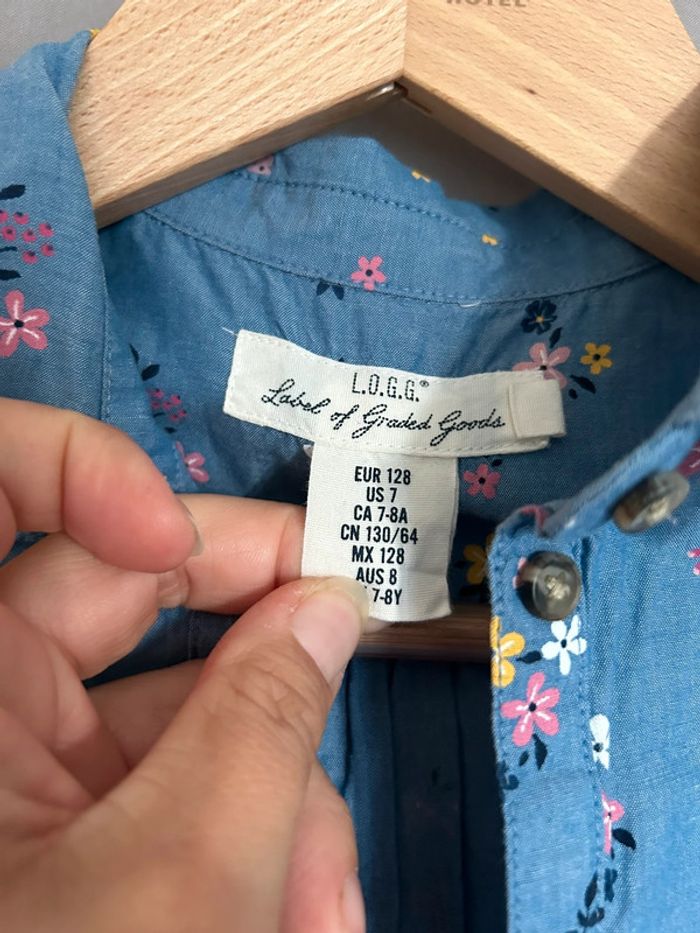 HOTEL
L.O.G.G.®
Label of Graded Goods
EUR 128
US 7
CA 7-8A
CN 130/64
MX 128
AUS 8
7-8Y